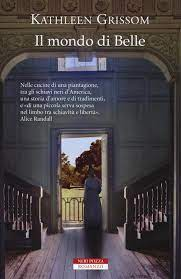 KATHLEEN GRISSOM
Il mondo di Belle
Nelle cucine di una piantagione,
tra gli schiavi neri d'America,
una storia d'amore e di tradimenti,
e «di una piccola serva sospesa
nel limbo tra schiavitù e libertà».
Alice Randall
NERI POZZA
ROMANZO